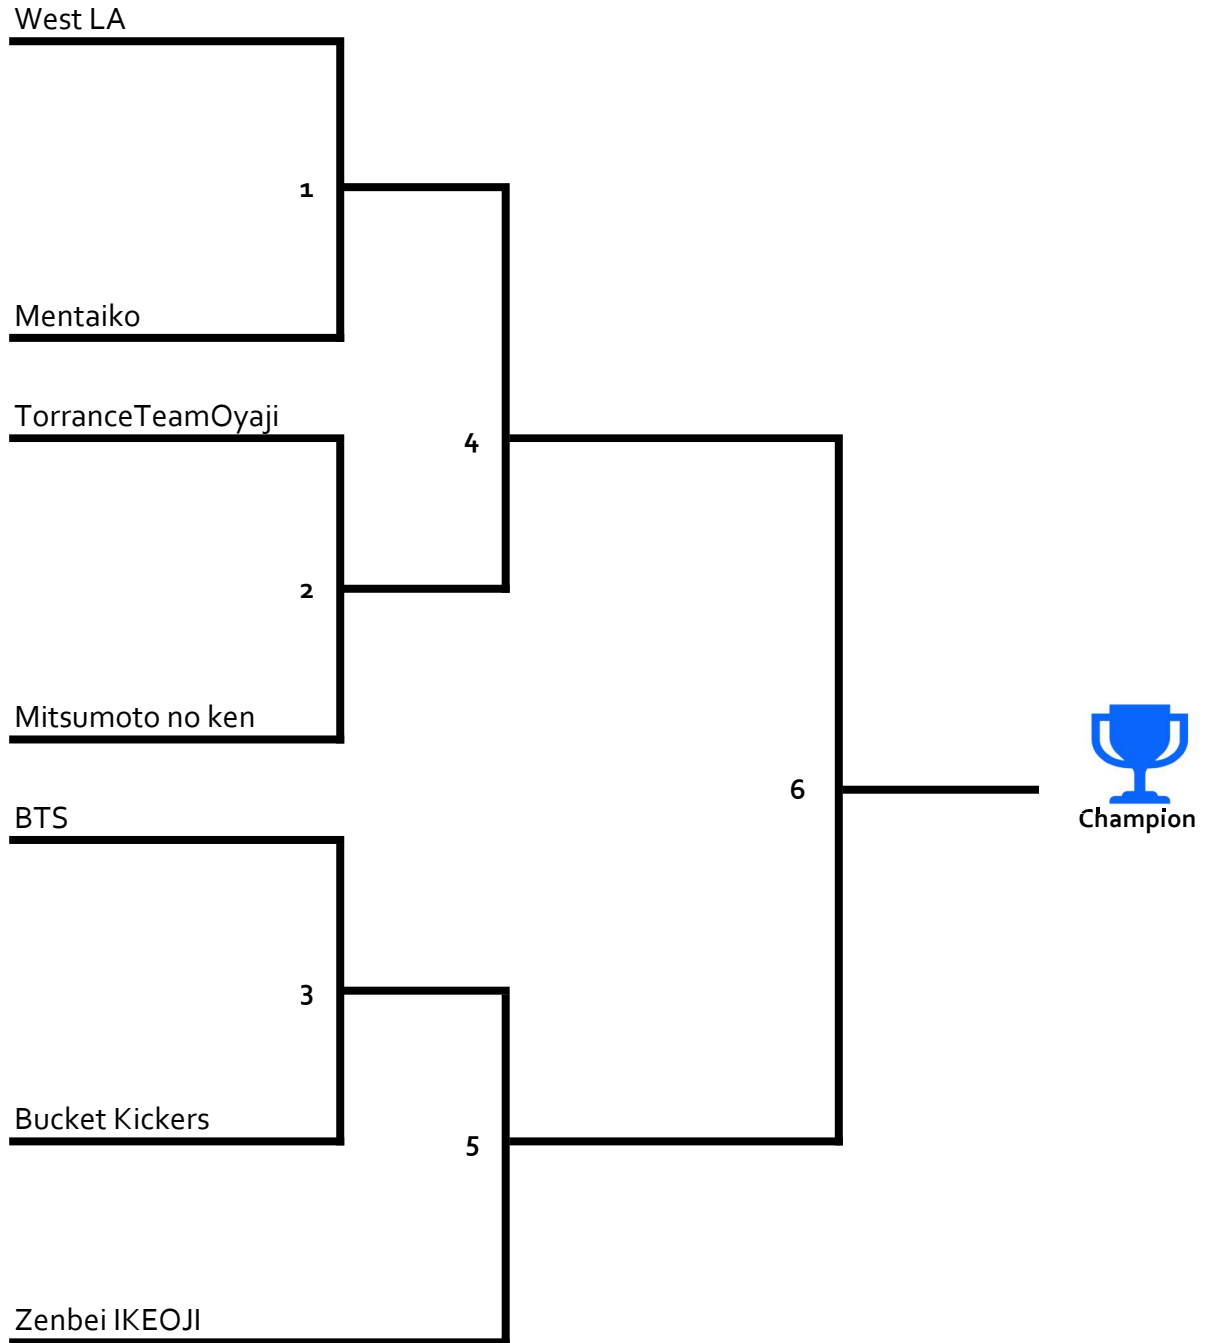 West LA
1
Mentaiko
TorranceTeamOyaji
4
2
Mitsumoto no ken
6
Champion
BTS
3
Bucket Kickers
5
Zenbei IKEOJI